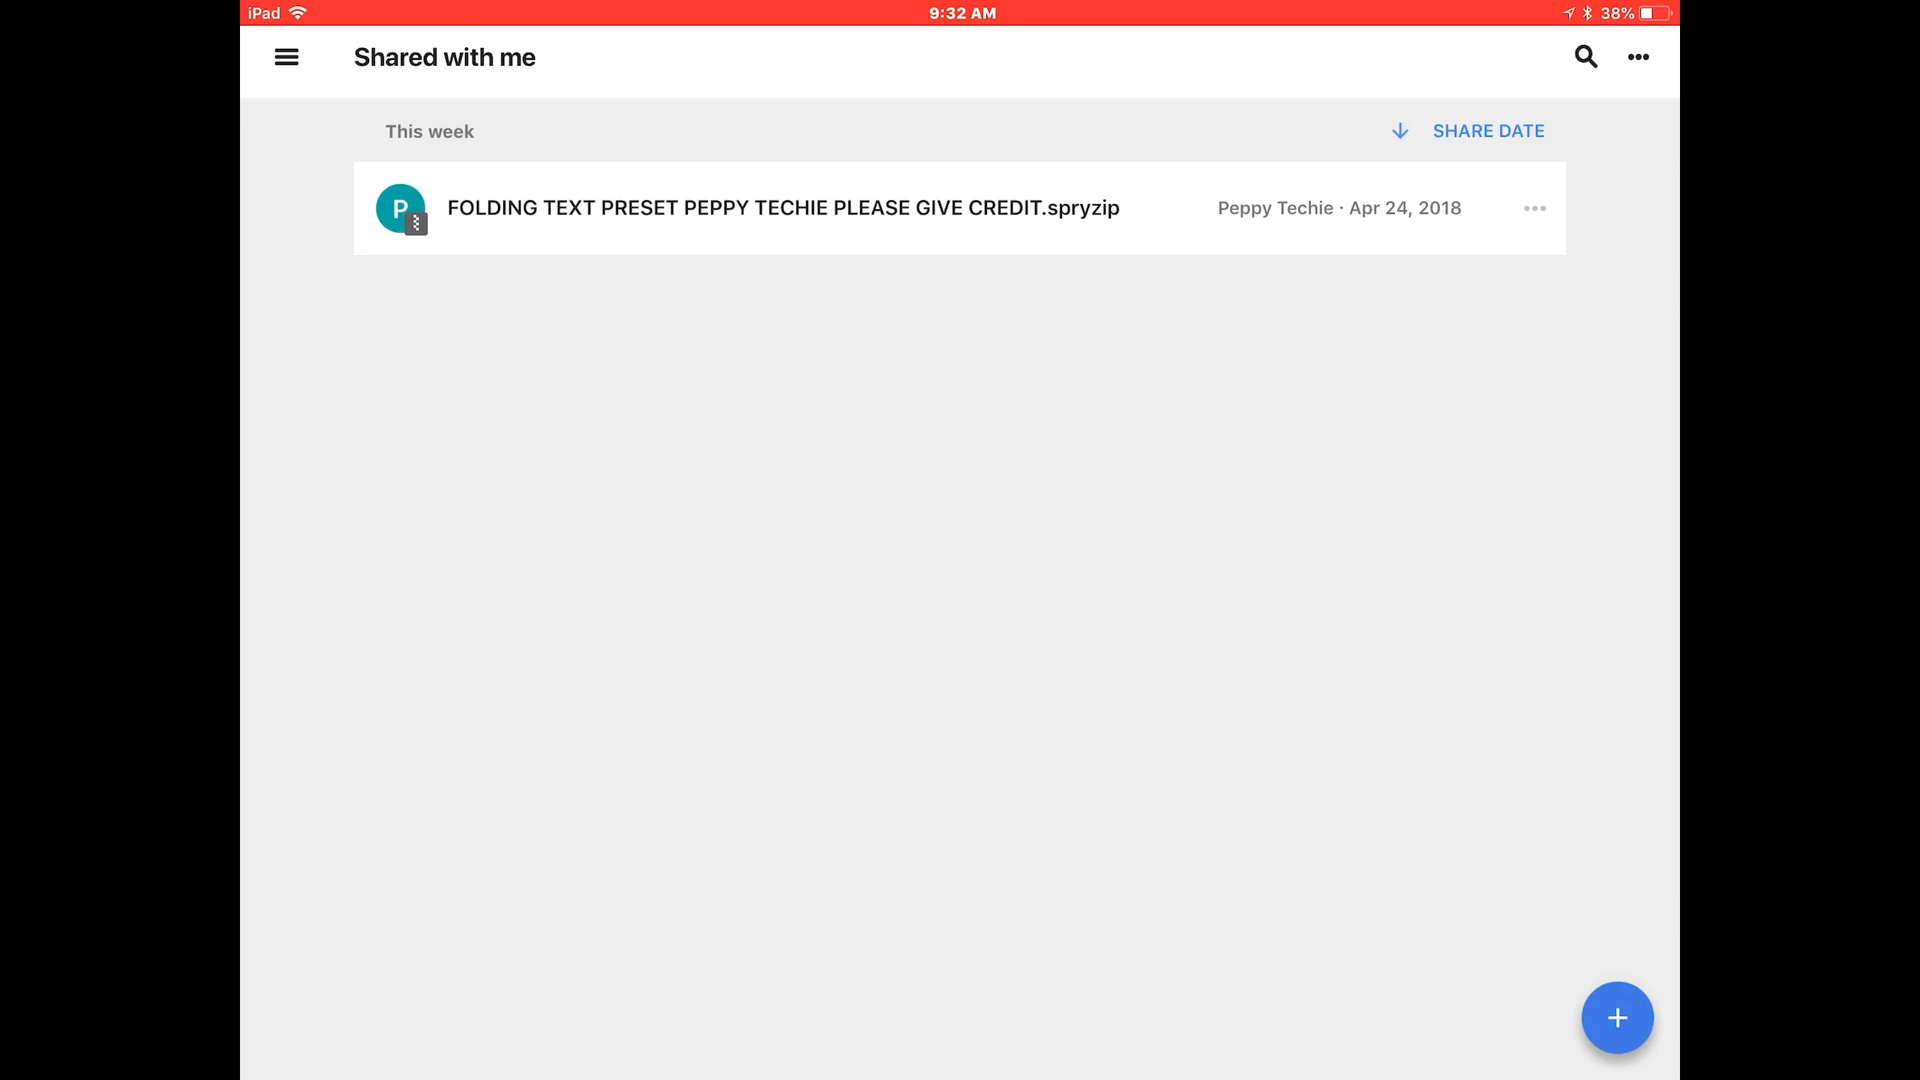 iPad
9:32 AM
38%
Shared with me
This week
SHARE DATE
P
FOLDING TEXT PRESET PEPPY TECHIE PLEASE GIVE CREDIT.spryzip
Peppy Techie · Apr 24, 2018